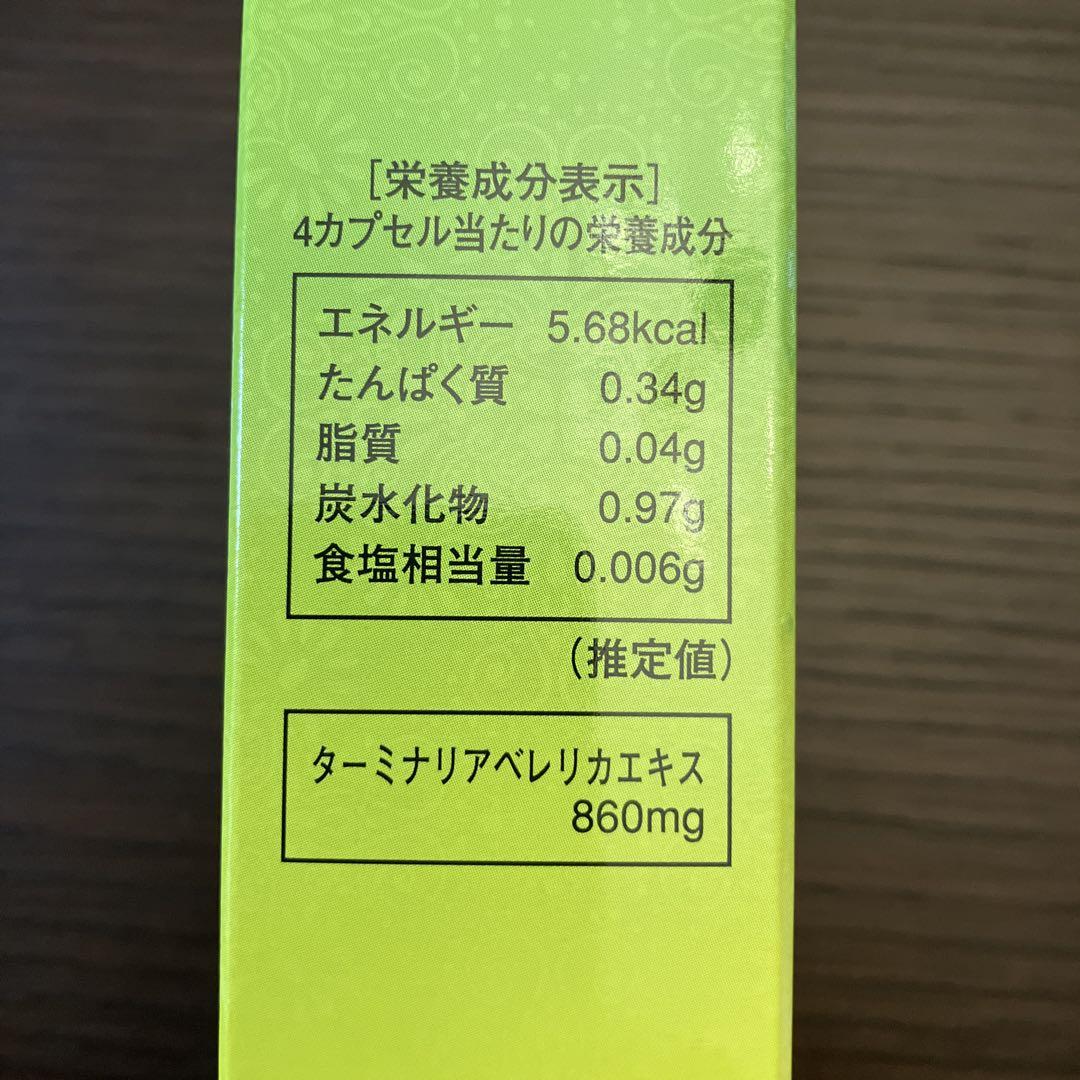 [栄養成分表示]
4カプセル当たりの栄養成分
エネルギー 5.68kcal
たんぱく質 0.34g
脂質 0.04g
炭水化物 0.97g
食塩相当量 0.006g
(推定値)
ターミナリアベレリカエキス
860mg